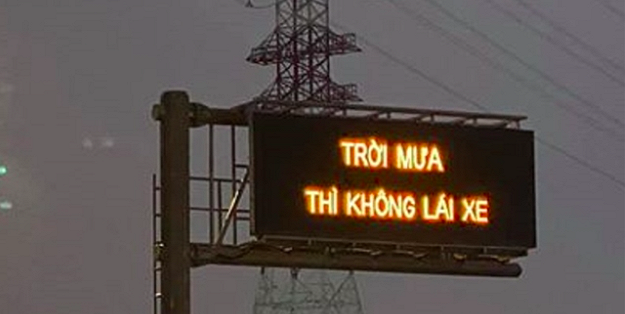 TRỜI MƯA
THÌ KHÔNG LÁI XE